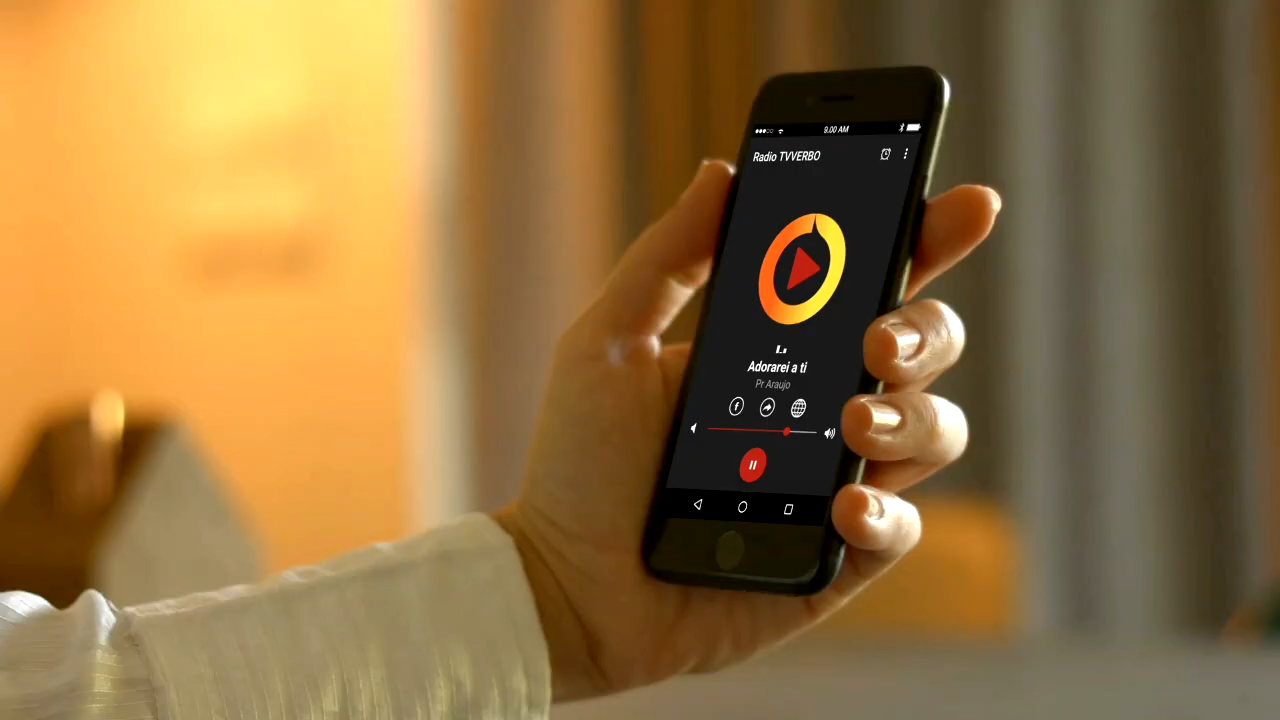 9.00 AM
Radio TVVERBO
Adorarei a ti
Pr Araujo
f